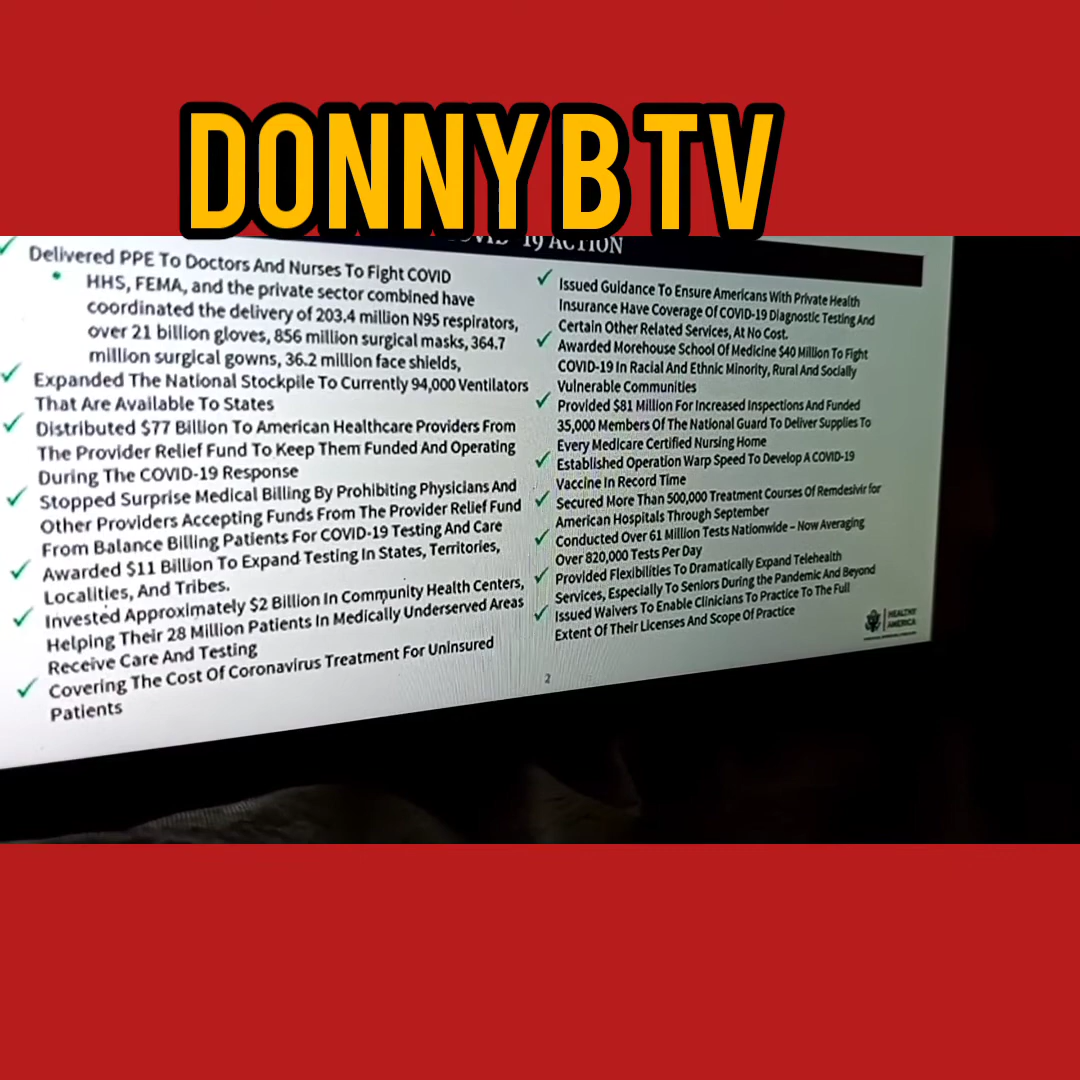 DONNY B TV
19 ACTION
Delivered PPE To Doctors And Nurses To Fight COVID
HHS, FEMA, and the private sector combined have
coordinated the delivery of 203.4 million N95 respirators,
over 21 billion gloves, 856 million surgical masks, 364.7
million surgical gowns, 36.2 million face shields,
Expanded The National Stockpile To Currently 94,000 Ventilators
That Are Available To States
Distributed $77 Billion To American Healthcare Providers From
The Provider Relief Fund To Keep Them Funded And Operating
During The COVID-19 Response
Stopped Surprise Medical Billing By Prohibiting Physicians And
Other Providers Accepting Funds From The Provider Relief Fund
From Balance Billing Patients For COVID-19 Testing And Care
Awarded $11 Billion To Expand Testing In States, Territories,
Localities, And Tribes.
Invested Approximately $2 Billion In Community Health Centers,
Helping Their 28 Million Patients In Medically Underserved Areas
Receive Care And Testing
Covering The Cost Of Coronavirus Treatment For Uninsured
Patients
Issued Guidance To Ensure Americans With Private Health
Insurance Have Coverage Of COVID-19 Diagnostic Testing And
Certain Other Related Services, At No Cost.
Awarded Morehouse School Of Medicine $40 Million To Fight
COVID-19 In Racial And Ethnic Minority, Rural And Socially
Vulnerable Communities
Provided $81 Million For Increased Inspections And Funded
35,000 Members Of The National Guard To Deliver Supplies To
Every Medicare Certified Nursing Home
Established Operation Warp Speed To Develop A COVID-19
Vaccine In Record Time
Secured More Than 500,000 Treatment Courses Of Remdesivir for
American Hospitals Through September
Conducted Over 61 Million Tests Nationwide – Now Averaging
Over 820,000 Tests Per Day
Provided Flexibilities To Dramatically Expand Telehealth
Services, Especially To Seniors During the Pandemic And Beyond
Issued Waivers To Enable Clinicians To Practice To The Full
Extent Of Their Licenses And Scope Of Practice
HEALTHY
AMERICA
2